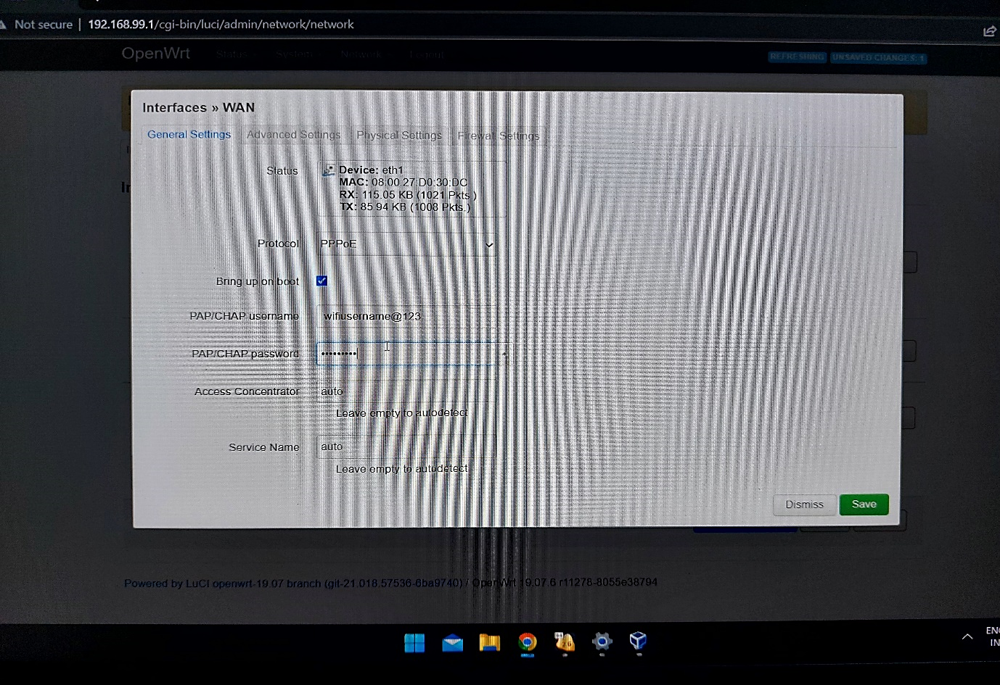 Not secure | 192.168.99.1/cgi-bin/luci/admin/network/network
OpenWrt Status System Network Logout REFRESHING UNSAVED CHANGES: 1
Interfaces » WAN
General Settings Advanced Settings Physical Settings Firewall Settings
Status Device: eth1
MAC: 08:00:27:D0:30:DC
RX: 115.05 KB (1021 Pkts.)
TX: 85.94 KB (1008 Pkts.)
Protocol PPPoE
Bring up on boot
PAP/CHAP username wifiusername@123
PAP/CHAP password •••••••••
Access Concentrator auto
Leave empty to autodetect
Service Name auto
Leave empty to autodetect
Dismiss Save
Powered by LuCI openwrt-19.07 branch (git-21.018.57536-6ba9740) / OpenWrt 19.07.6 r11278-8055e38794
ENG
IN